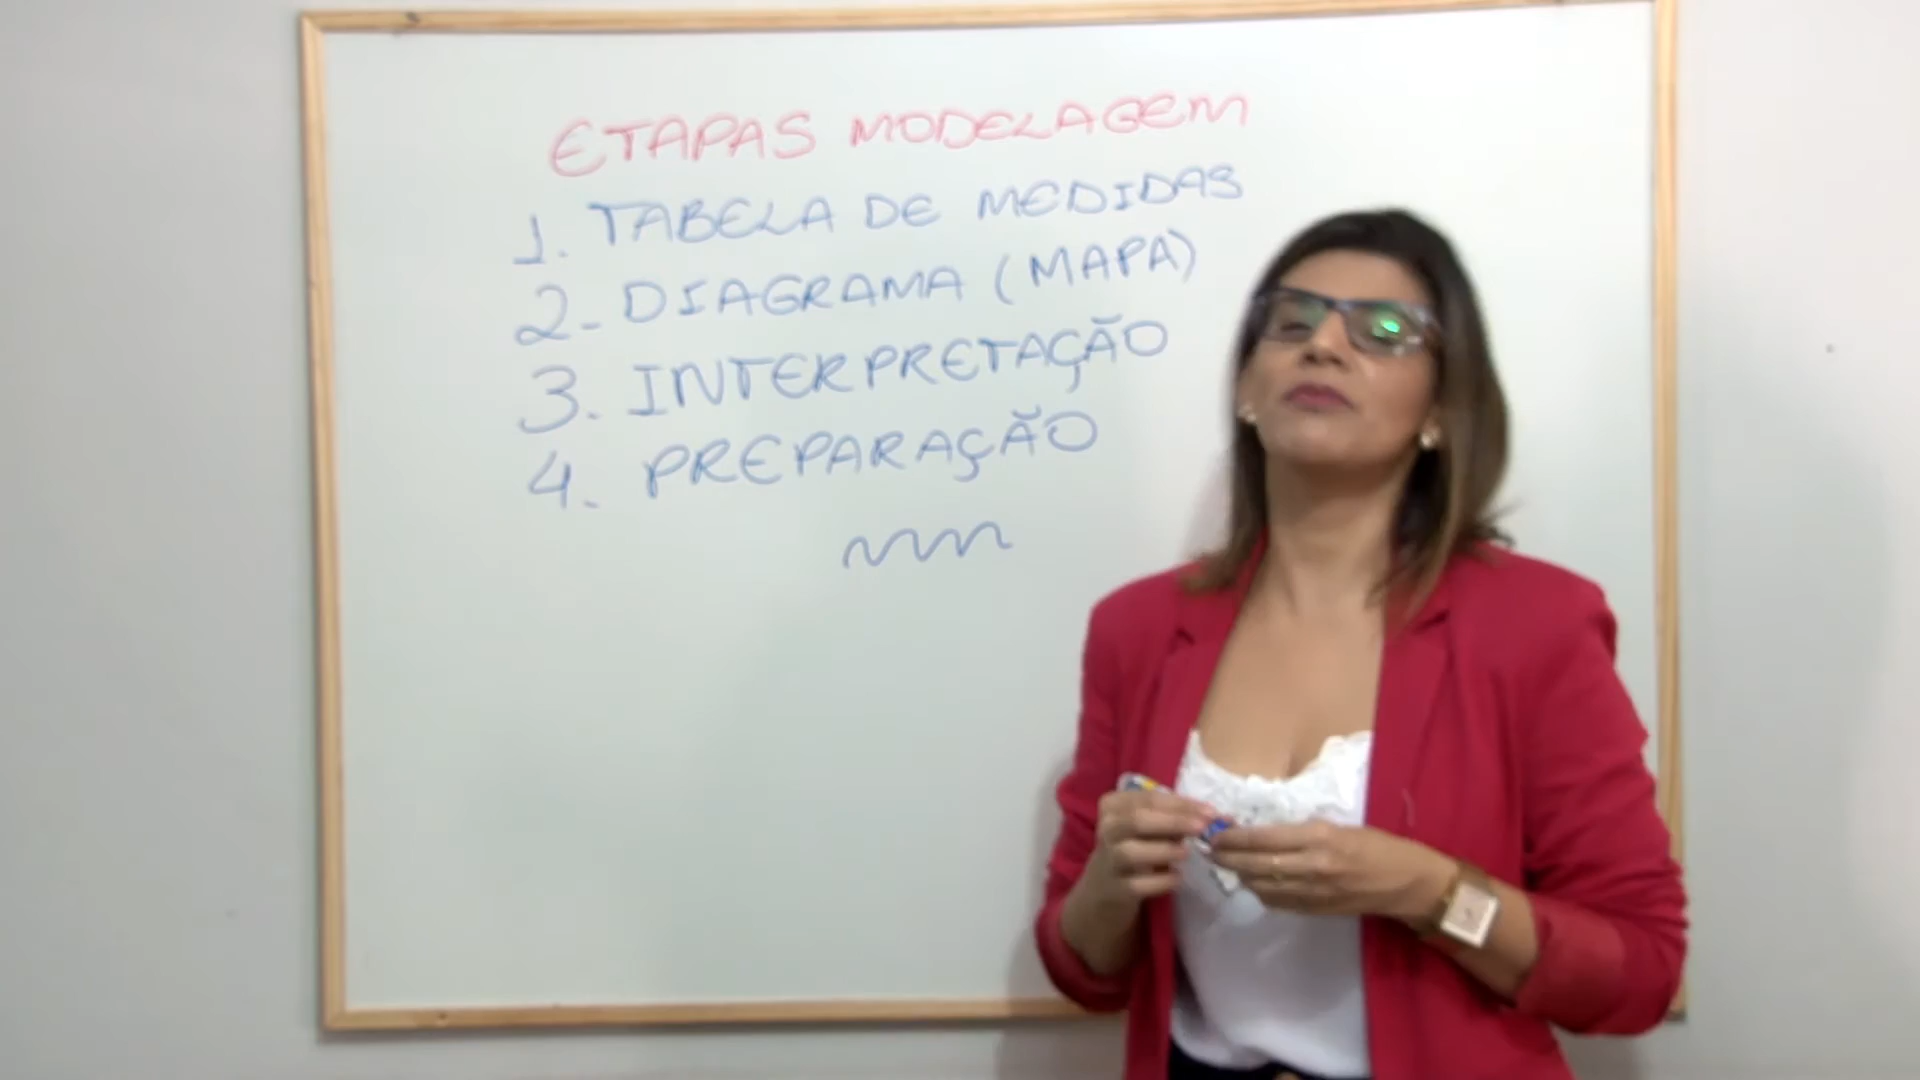 ETAPAS MODELAGEM
1. TABELA DE MEDIDAS
2- DIAGRAMA (MAPA)
3. INTERPRETAÇÃO
4. PREPARAÇÃO